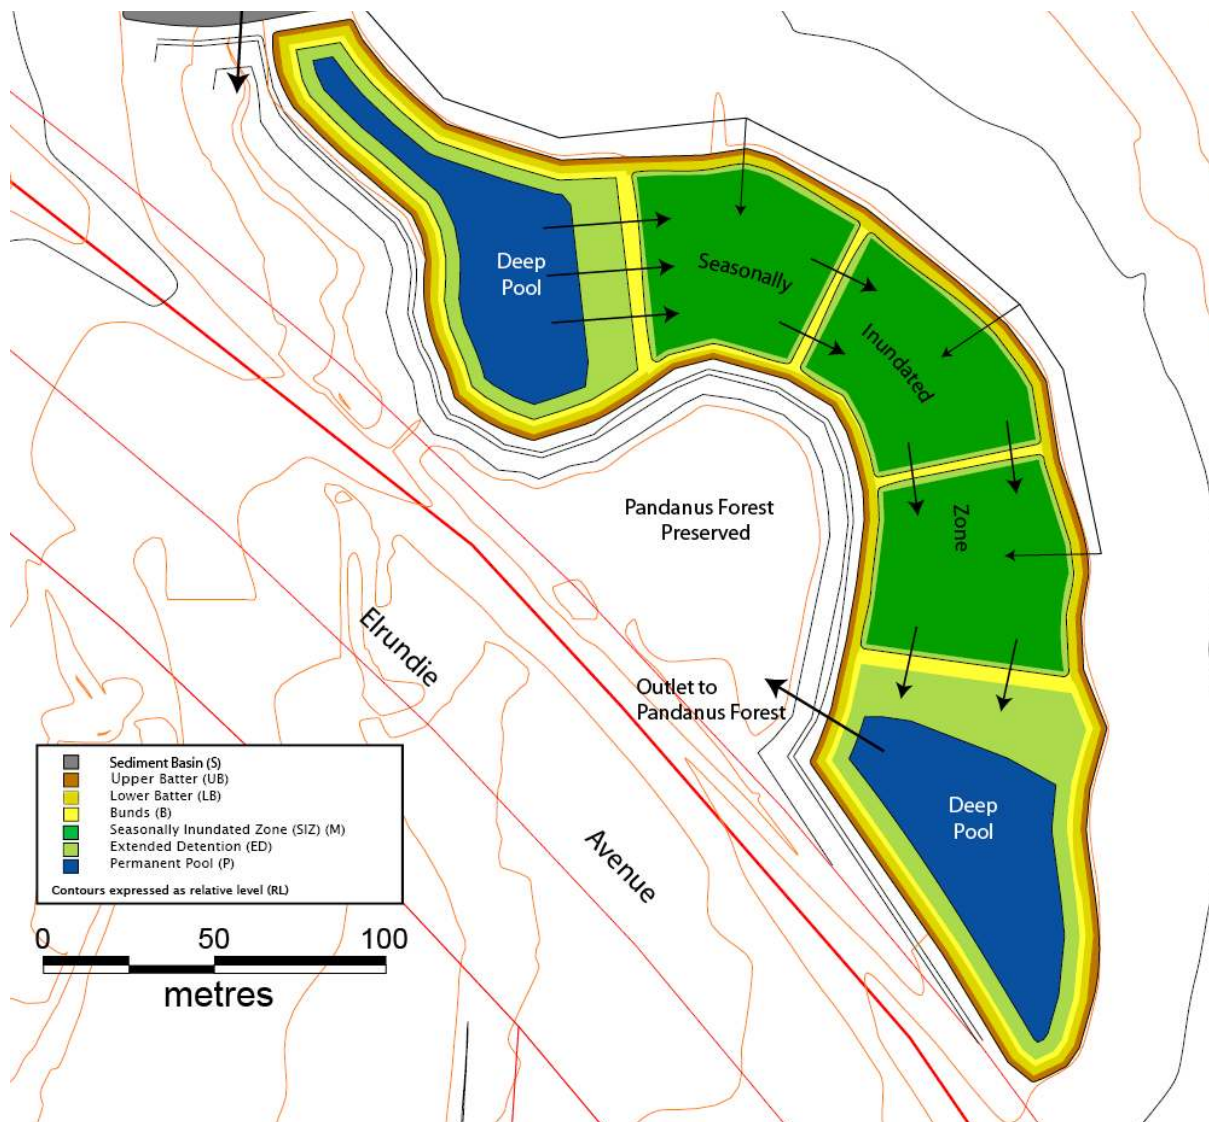 Deep
Pool
Seasonally
Inundated
Zone
Pandanus Forest
Preserved
Elrundie
Avenue
Outlet to
Pandanus Forest
Deep
Pool
Sediment Basin (S)
Upper Batter (UB)
Lower Batter (LB)
Bunds (B)
Seasonally Inundated Zone (SIZ) (M)
Extended Detention (ED)
Permanent Pool (P)
Contours expressed as relative level (RL)
0 50 100
metres